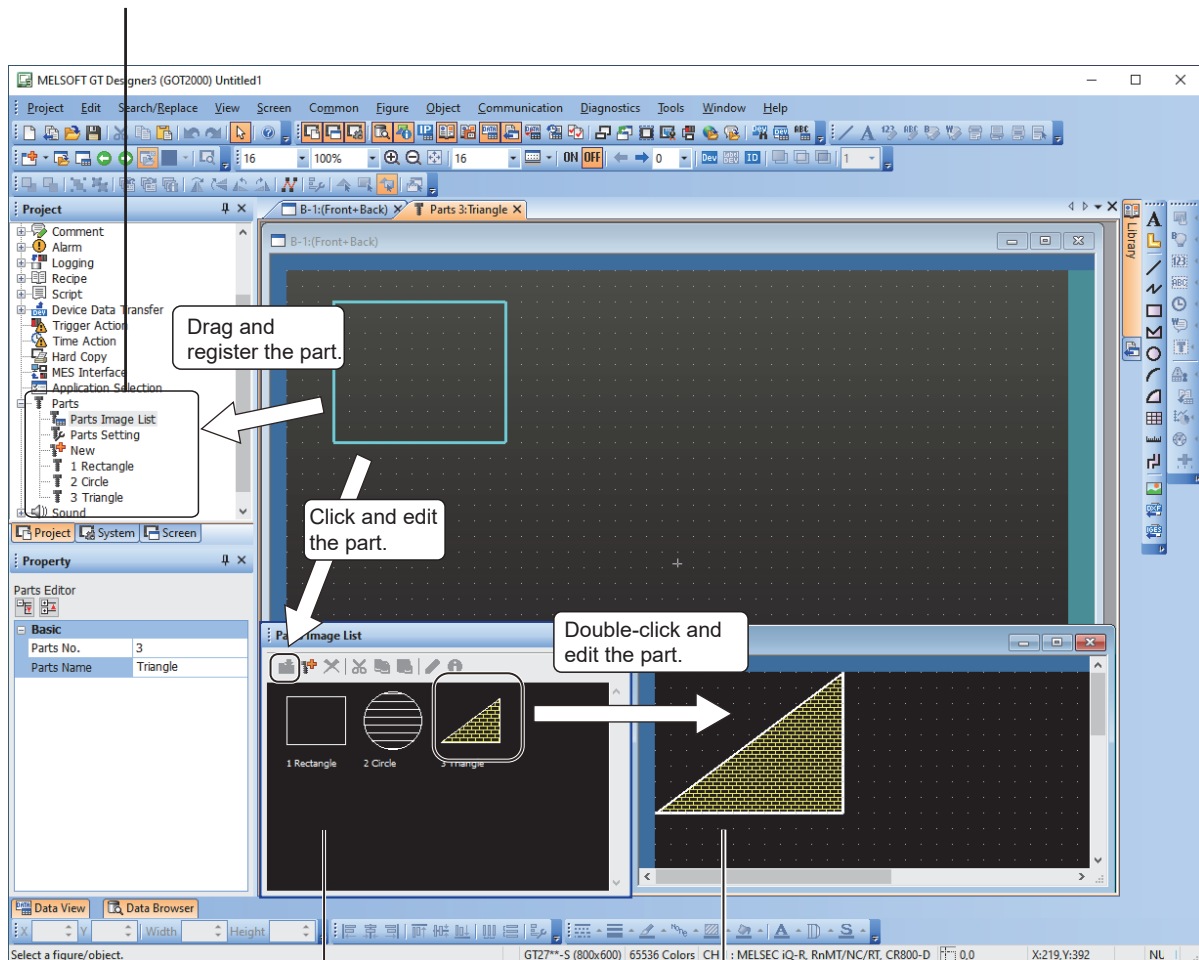 MELSOFT GT Designer3 (GOT2000) Untitled1
Project Edit Search/Replace View Screen Common Figure Object Communication Diagnostics Tools Window Help
16 100% 16 ON OFF 0 Dev ID 1
Project
B-1:(Front+Back)
Parts 3:Triangle
Comment
Alarm
Logging
Recipe
Script
Device Data Transfer
Trigger Action
Time Action
Hard Copy
MES Interface
Application Selection
Parts
Parts Image List
Parts Setting
New
1 Rectangle
2 Circle
3 Triangle
Sound
Project System Screen
B-1:(Front+Back)
Library
Drag and
register the part.
Click and edit
the part.
Double-click and
edit the part.
Property
Parts Editor
Basic
Parts No. 3
Parts Name Triangle
Image List
1 Rectangle 2 Circle 3 Triangle
Data View Data Browser
X Y Width Height
Select a figure/object.
GT27**-S (800x600) 65536 Colors CH : MELSEC iQ-R, RnMT/NC/RT, CR800-D 0,0 X:219,Y:392